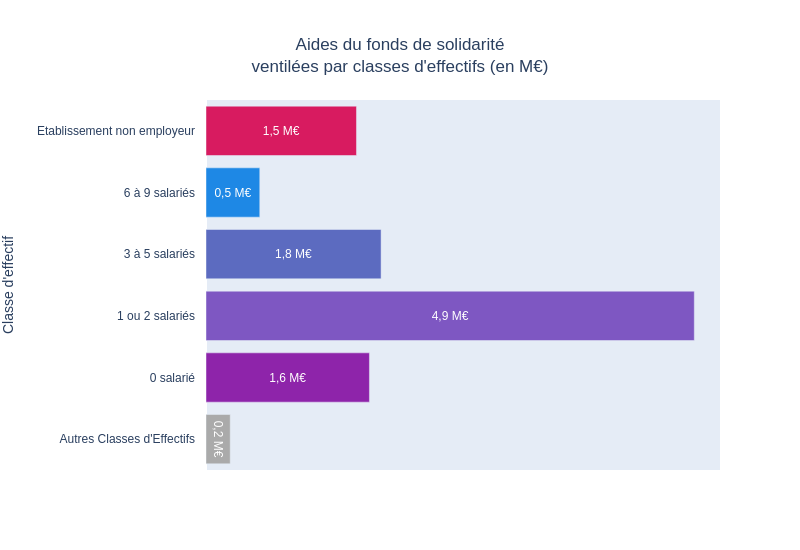 Aides du fonds de solidarité
ventilées par classes d'effectifs (en M€)
Classe d'effectif
Etablissement non employeur
1,5 M€
6 à 9 salariés
0,5 M€
3 à 5 salariés
1,8 M€
1 ou 2 salariés
4,9 M€
0 salarié
1,6 M€
Autres Classes d'Effectifs
0,2 M€